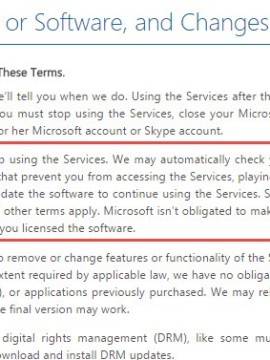 or Software, and Changes
These Terms.
e'll tell you when we do. Using the Services after th
ou must stop using the Services, close your Micros
or her Microsoft account or Skype account.
p using the Services. We may automatically check y
that prevent you from accessing the Services, playin
date the software to continue using the Services. S
other terms apply. Microsoft isn't obligated to mak
you licensed the software.
o remove or change features or functionality of the S
xtent required by applicable law, we have no obliga
), or applications previously purchased. We may rel
e final version may work.
digital rights management (DRM), like some mu
ownload and install DRM updates.